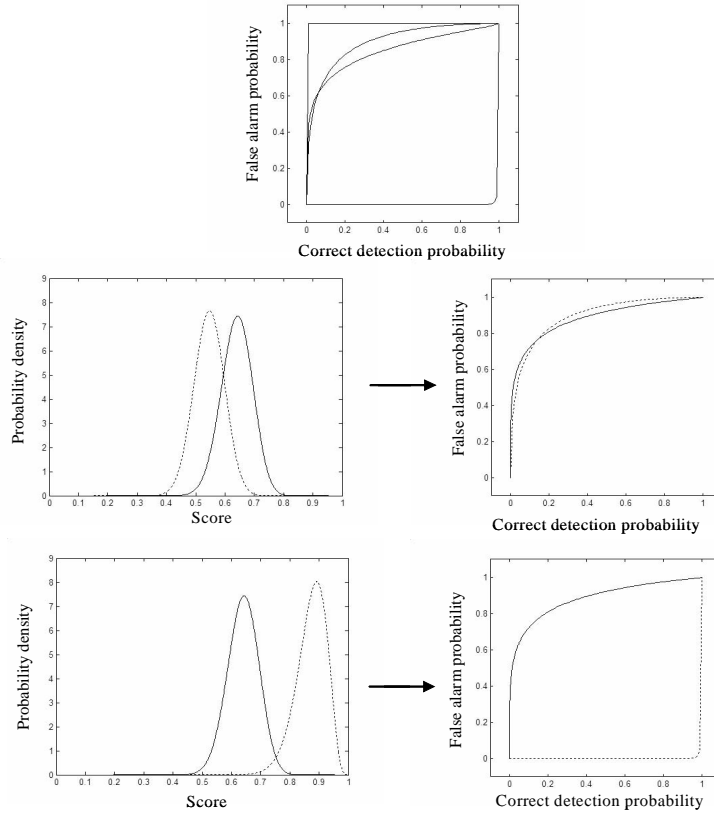 False alarm probability
1
0.8
0.6
0.4
0.2
0
0 0.2 0.4 0.6 0.8 1
Correct detection probability
Probability density
9
8
7
6
5
4
3
2
1
0
0 0.1 0.2 0.3 0.4 0.5 0.6 0.7 0.8 0.9 1
Score
False alarm probability
1
0.8
0.6
0.4
0.2
0
0 0.2 0.4 0.6 0.8 1
Correct detection probability
Probability density
9
8
7
6
5
4
3
2
1
0
0 0.1 0.2 0.3 0.4 0.5 0.6 0.7 0.8 0.9 1
Score
False alarm probability
1
0.8
0.6
0.4
0.2
0
0 0.2 0.4 0.6 0.8 1
Correct detection probability